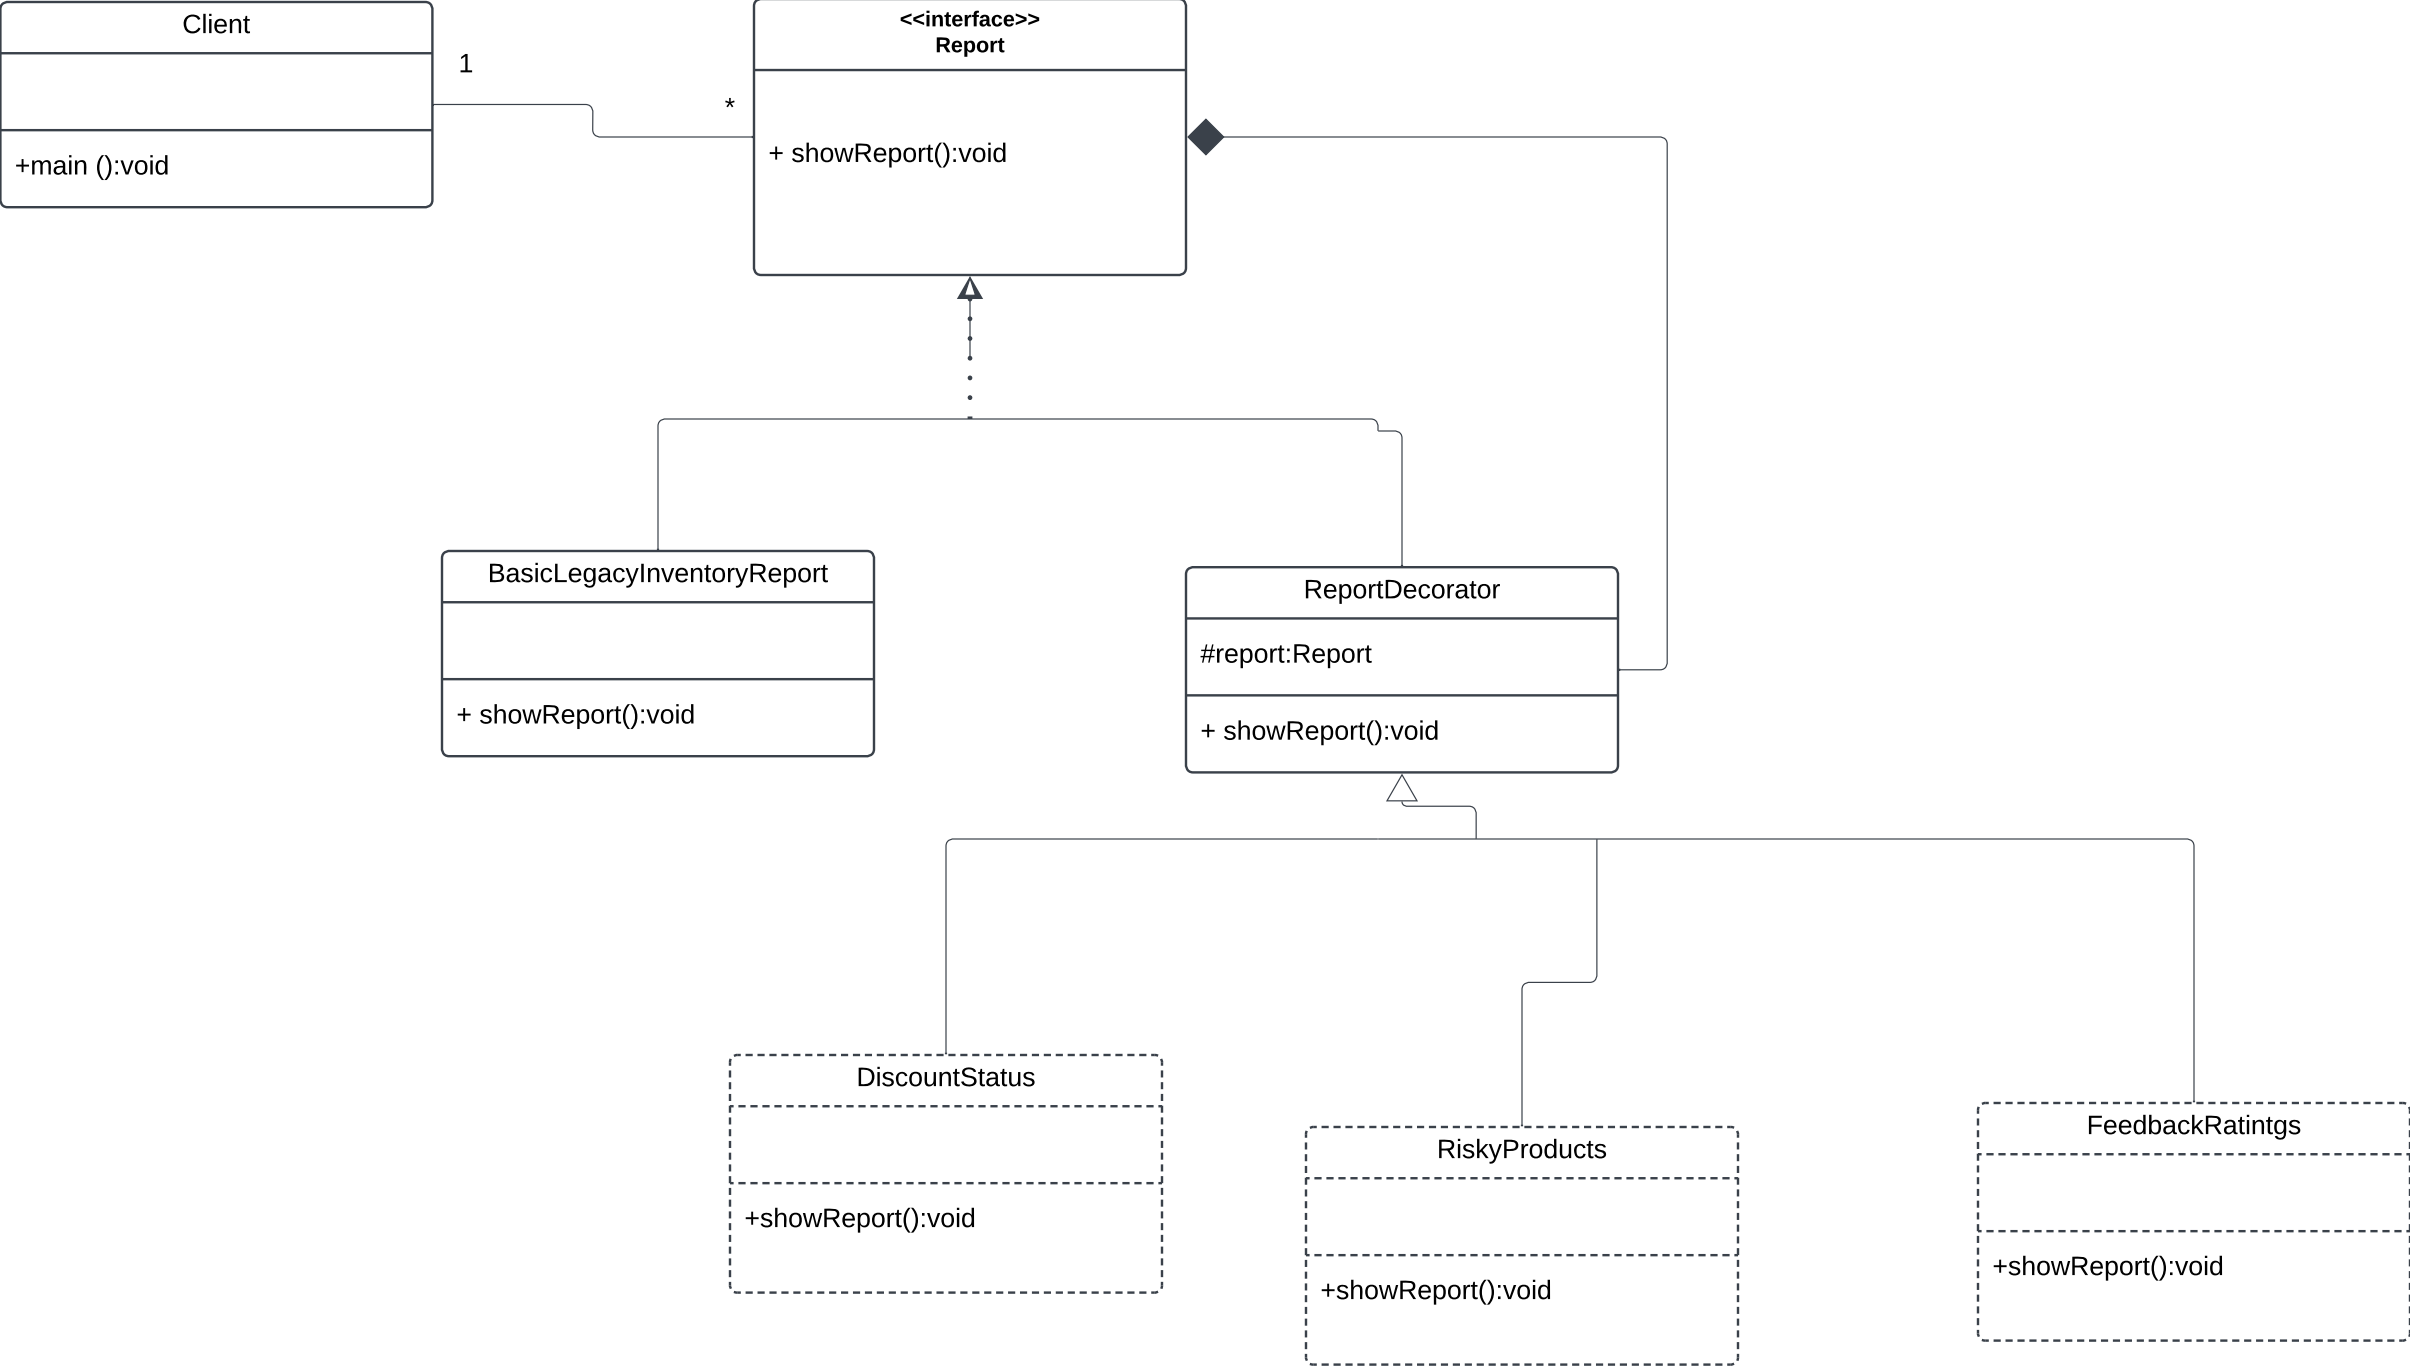 Client
+main ():void
1
*
<<interface>>
Report
+ showReport():void
BasicLegacyInventoryReport
+ showReport():void
ReportDecorator
#report:Report
+ showReport():void
DiscountStatus
+showReport():void
RiskyProducts
+showReport():void
FeedbackRatintgs
+showReport():void